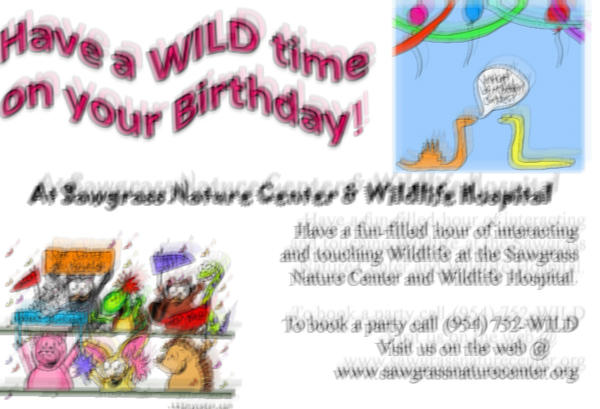 Have a WILD time
on your Birthday!
At Sawgrass Nature Center & Wildlife Hospital
Have a fun-filled hour of interacting
and touching Wildlife at the Sawgrass
Nature Center and Wildlife Hospital.
To book a party call (954) 752-WILD
Visit us on the web @
www.sawgrassnaturecenter.org